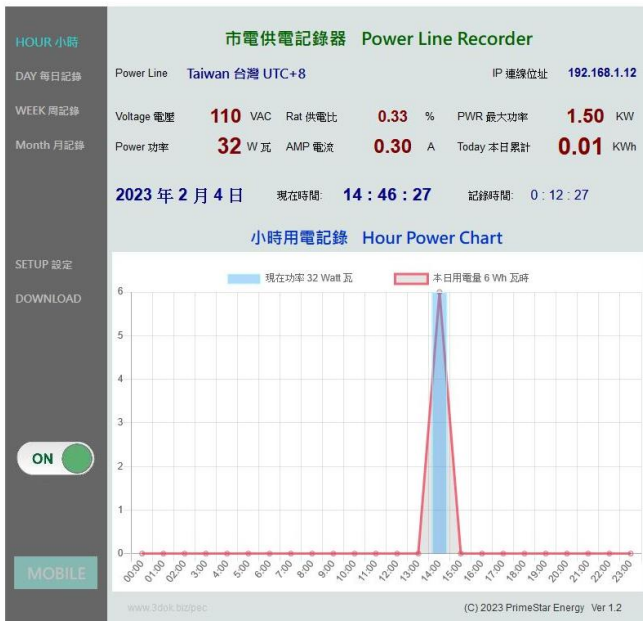 HOUR 小時
DAY 每日記錄
WEEK 周記錄
Month 月記錄
SETUP 設定
DOWNLOAD
ON
MOBILE
市電供電記錄器 Power Line Recorder
Power Line Taiwan 台灣 UTC+8 IP 連線位址 192.168.1.12
Voltage 電壓 110 VAC Rat 供電比 0.33 % PWR 最大功率 1.50 KW
Power 功率 32 W 瓦 AMP 電流 0.30 A Today 本日累計 0.01 KWh
2023 年 2 月 4 日 現在時間: 14 : 46 : 27 記錄時間: 0 : 12 : 27
小時用電記錄 Hour Power Chart
現在功率 32 Watt 瓦 本日用電量 6 Wh 瓦時
6
5
4
3
2
1
0
00:00 01:00 02:00 3:00 4:00 5:00 6:00 7:00 8:00 9:00 10:00 11:00 12:00 13:00 14:00 15:00 16:00 17:00 18:00 19:00 20:00 21:00 22:00 23:00
www.3dok.biz/pec (C) 2023 PrimeStar Energy Ver 1.2